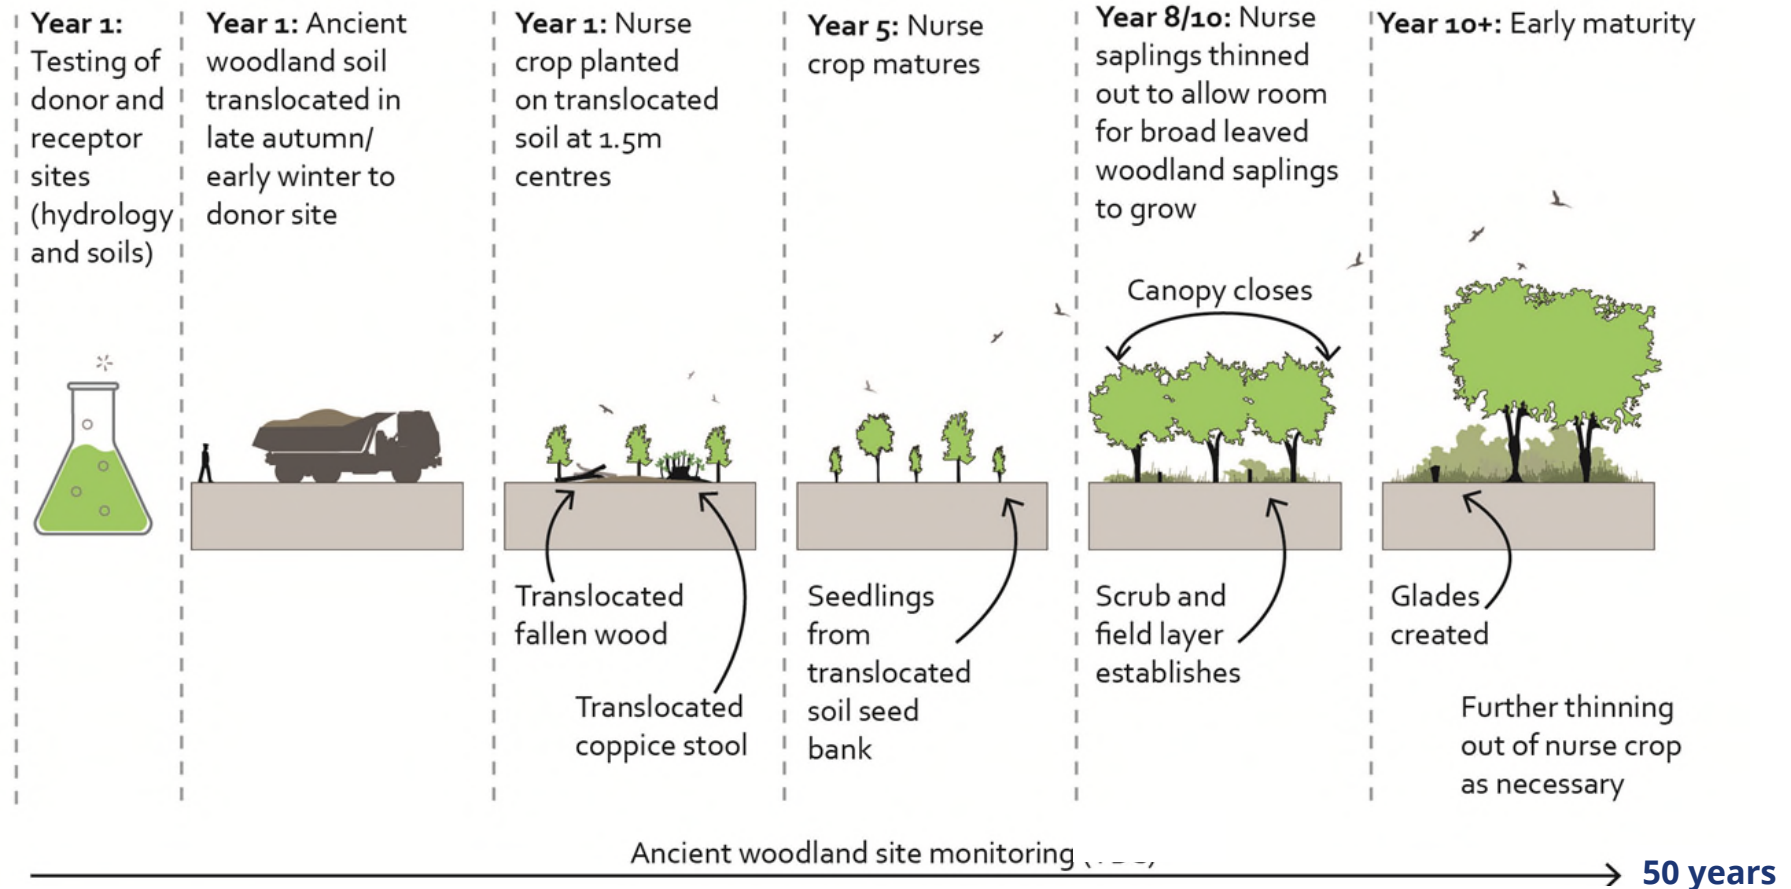 Year 1:
Testing of
donor and
receptor
sites
(hydrology
and soils)
Year 1: Ancient
woodland soil
translocated in
late autumn/
early winter to
donor site
Year 1: Nurse
crop planted
on translocated
soil at 1.5m
centres
Year 5: Nurse
crop matures
Year 8/10: Nurse
saplings thinned
out to allow room
for broad leaved
woodland saplings
to grow
Year 10+: Early maturity
Canopy closes
Translocated
fallen wood
Translocated
coppice stool
Seedlings
from
translocated
soil seed
bank
Scrub and
field layer
establishes
Glades
created
Further thinning
out of nurse crop
as necessary
Ancient woodland site monitoring
50 years